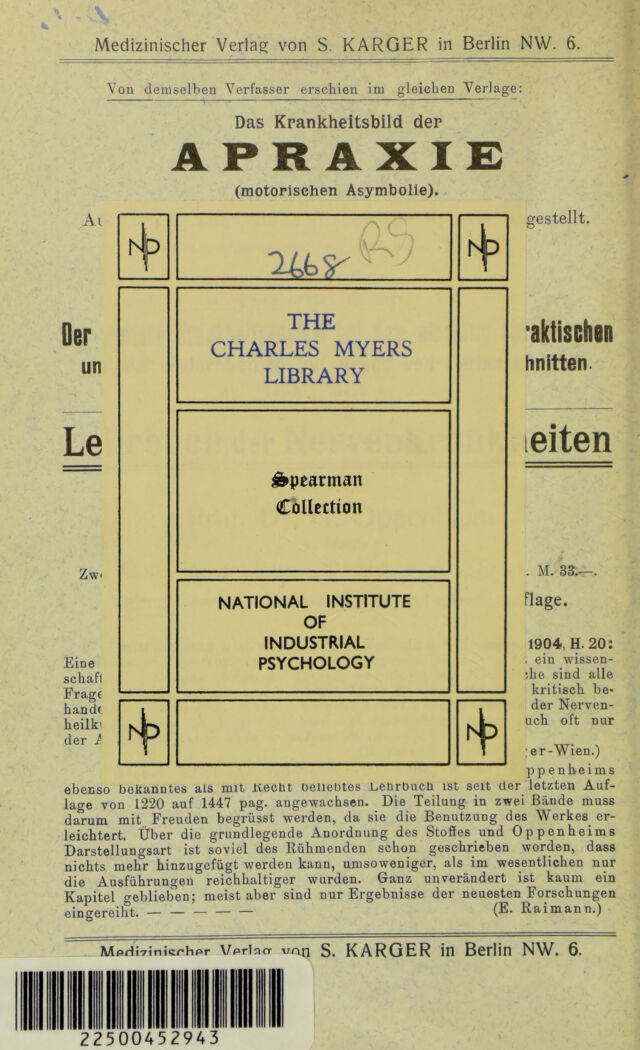 Medizinischer Verlag von S. KARGER in Berlin NW. 6.
Von demselben Verfasser erschien im gleichen Verlage:
Das Krankheitsbild der
APRAXIE
(motorischen Asymbolie).
gestellt.
2668
RS
THE
CHARLES MYERS
LIBRARY
Der
aktischen
un
hnitten.
Le
eiten
Spearman
Collection
M. 33.—.
flage.
NATIONAL INSTITUTE
OF
INDUSTRIAL
PSYCHOLOGY
1904, H. 20:
Eine
ein wissen-
schaft
che sind alle
Frage
kritisch be-
hande
der Nerven-
heilk
uch oft nur
der
er-Wien.)
ppenheims
ebenso bekanntes als mit Recht beliebtes Lehrbuch ist seit der letzten Auf-
lage von 1220 auf 1447 pag. angewachsen. Die Teilung in zwei Bände muss
darum mit Freuden begrüsst werden, da sie die Benutzung des Werkes er-
leichtert. Über die grundlegende Anordnung des Stoffes und Oppenheims
Darstellungsart ist soviel des Rühmenden schon geschrieben worden, dass
nichts mehr hinzugefügt werden kann, umsoweniger, als im wesentlichen nur
die Ausführungen reichhaltiger wurden. Ganz unverändert ist kaum ein
Kapitel geblieben; meist aber sind nur Ergebnisse der neuesten Forschungen
eingereiht. — — — — — (E. Raimann.)
Medizinischer Verlag von S. KARGER in Berlin NW. 6.
22500452943